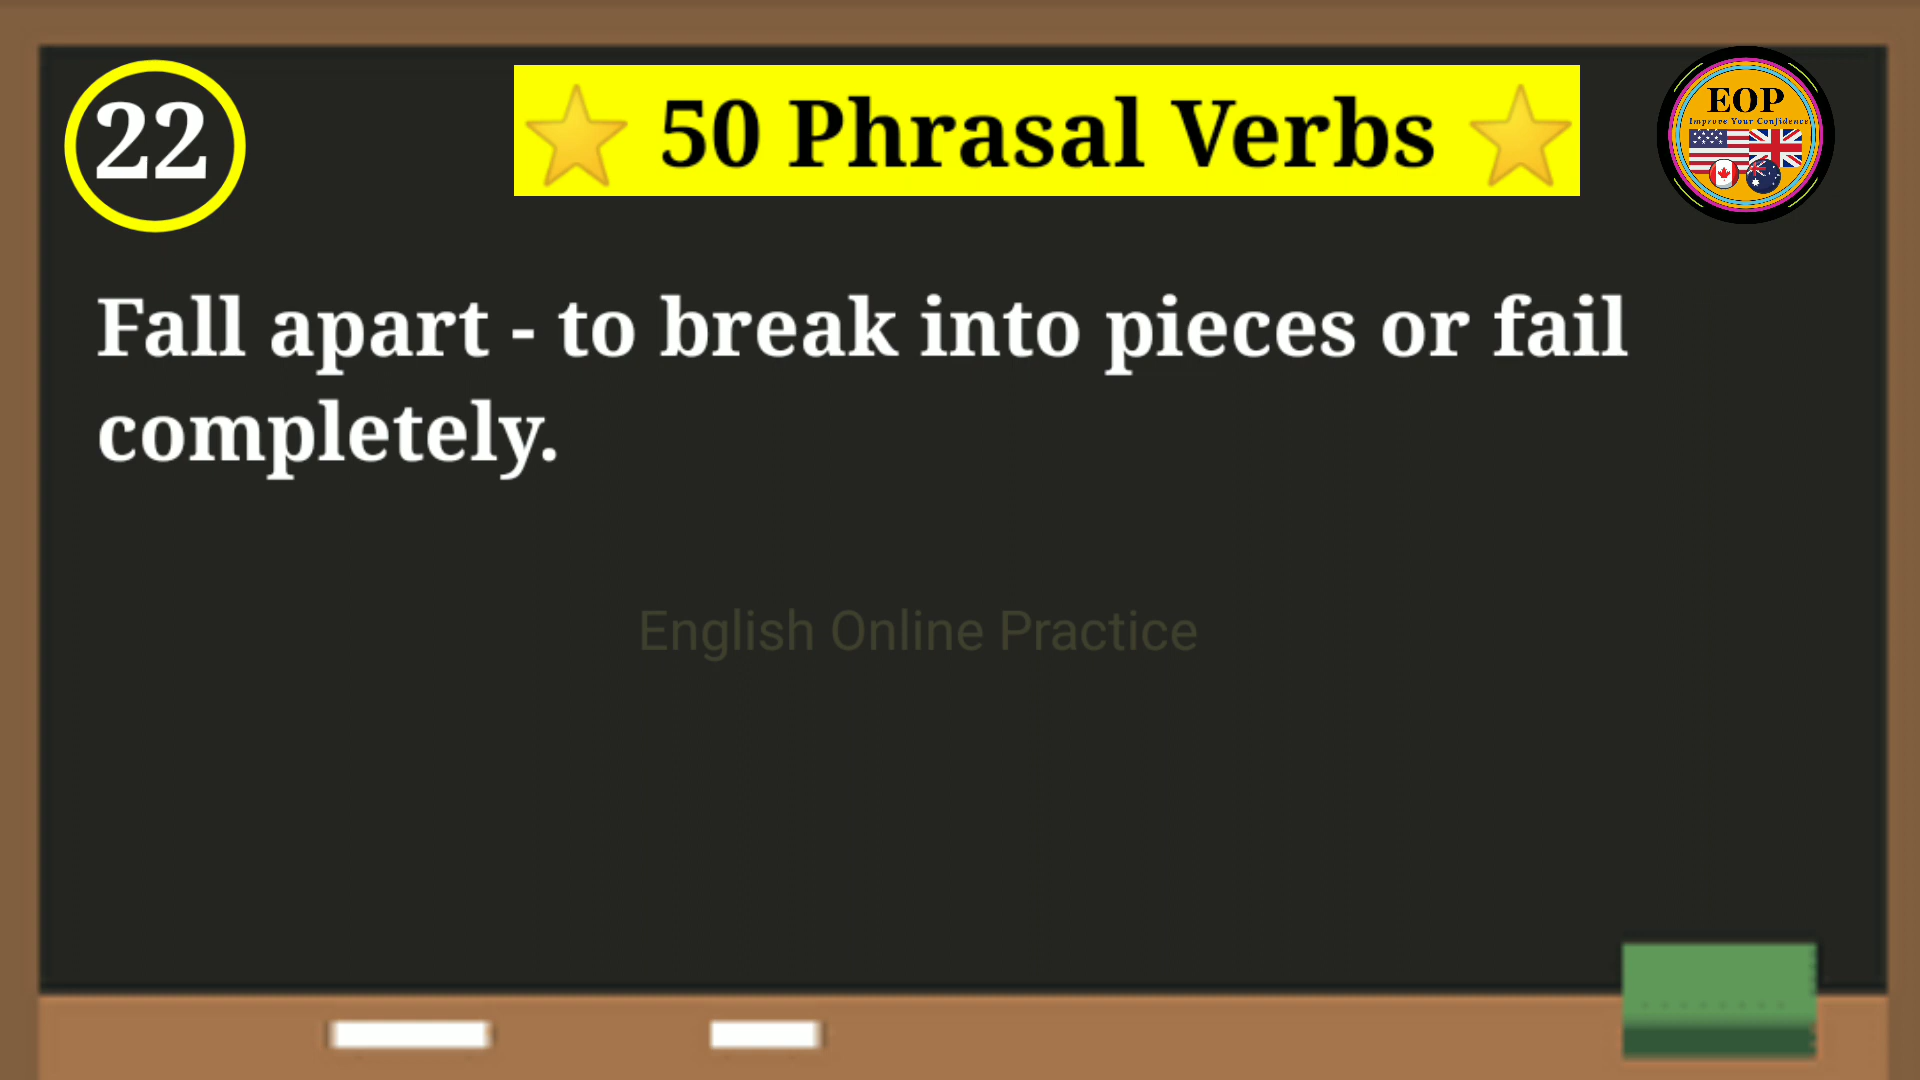 22
50 Phrasal Verbs
EOP
Improve Your Confidence
Fall apart - to break into pieces or fail
completely.
English Online Practice